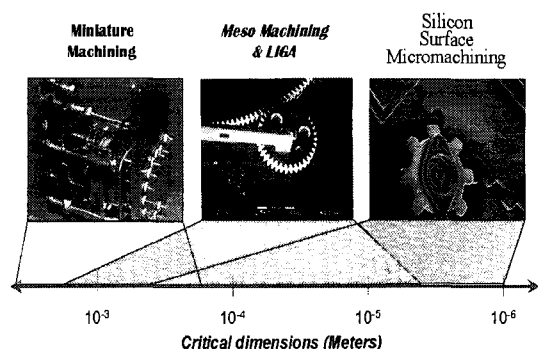 Miniature
Machining
Meso Machining
& LIGA
Silicon
Surface
Micromachining
10-3
10-4
10-5
10-6
Critical dimensions (Meters)